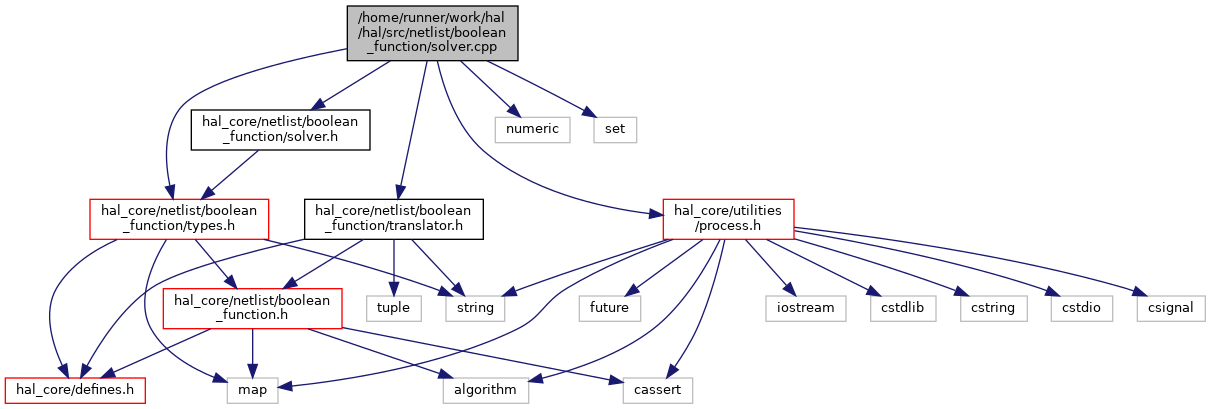 /home/runner/work/hal
/hal/src/netlist/boolean
_function/solver.cpp
hal_core/netlist/boolean
_function/solver.h
numeric
set
hal_core/netlist/boolean
_function/types.h
hal_core/netlist/boolean
_function/translator.h
hal_core/utilities
/process.h
hal_core/netlist/boolean
_function.h
tuple
string
future
iostream
cstdlib
cstring
cstdio
csignal
hal_core/defines.h
map
algorithm
cassert